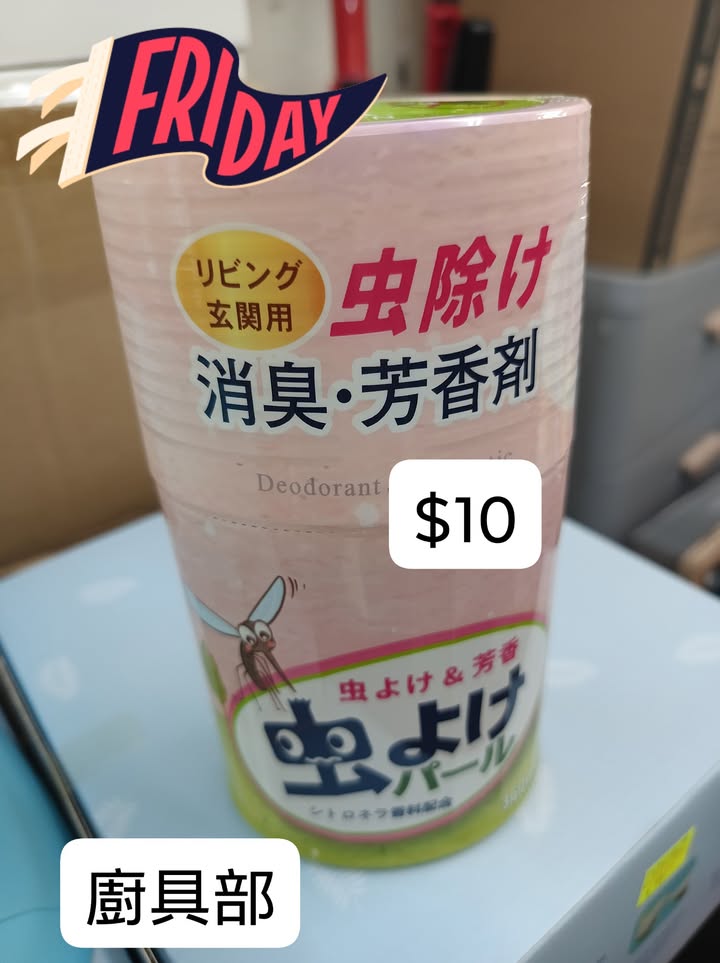 FRIDAY
リビング
玄関用
虫除け
消臭・芳香剤
Deodorant
$10
虫よけ & 芳香
虫よけ
パール
シトロネラ香料配合
廚具部